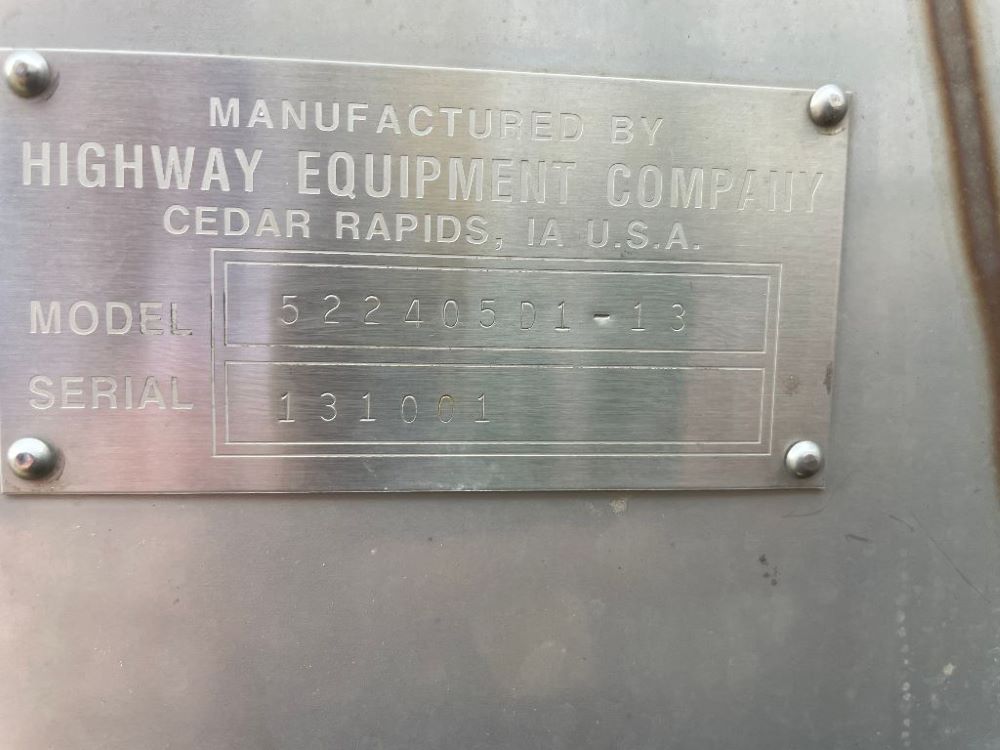 MANUFACTURED BY
HIGHWAY EQUIPMENT COMPANY
CEDAR RAPIDS, IA U.S.A.
MODEL 522405D1-13
SERIAL 131001